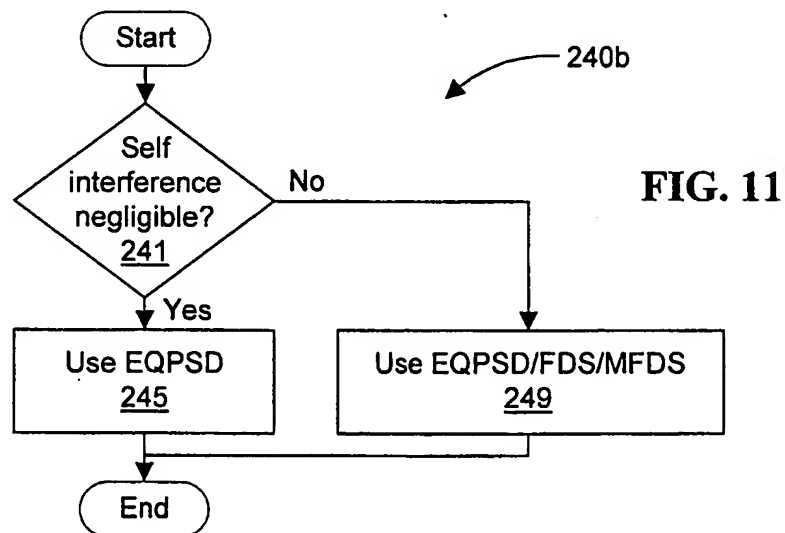 Start
240b
Self
interference
negligible?
241
No
FIG. 11
Yes
Use EQPSD
245
Use EQPSD/FDS/MFDS
249
End